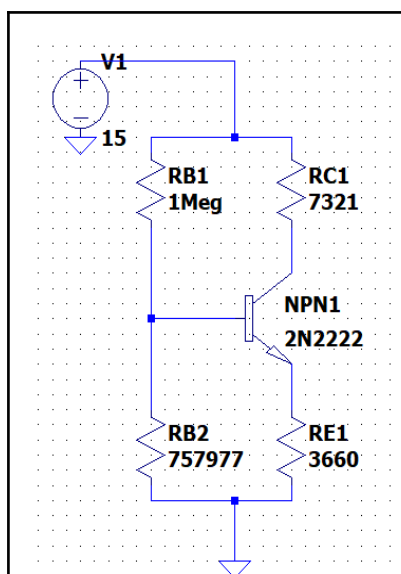 V1
15
RB1
1Meg
RC1
7321
NPN1
2N2222
RB2
757977
RE1
3660